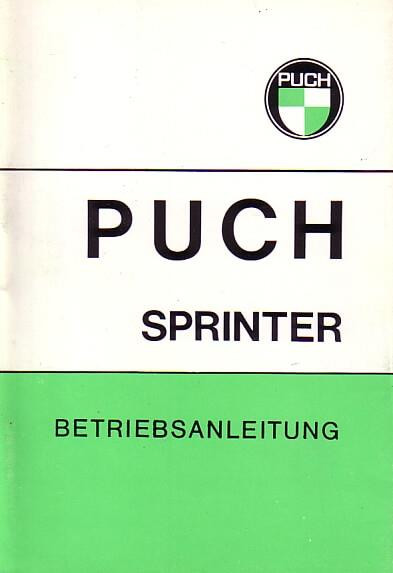 PUCH
PUCH
SPRINTER
BETRIEBSANLEITUNG